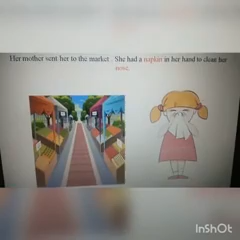 Her mother sent her to the market . She had a napkin in her hand to clean her
nose.
InShOt